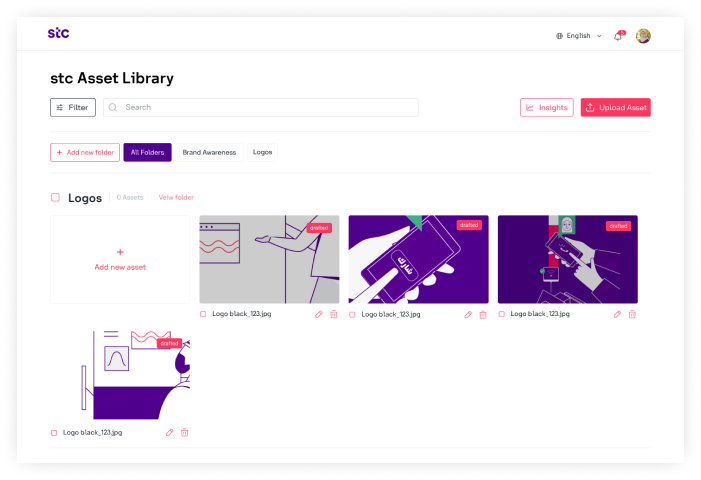 stc
English
stc Asset Library
Filter
Search
Insights
Upload Asset
+ Add new folder
All Folders
Brand Awareness
Logos
Logos
0 Assets
Veiw folder
+
Add new asset
drafted
Logo black_123.jpg
شارك
drafted
Logo black_123.jpg
drafted
Logo black_123.jpg
drafted
Logo black_123.jpg